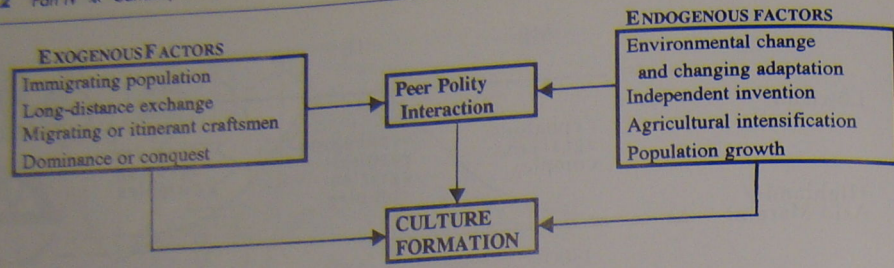 EXOGENOUS FACTORS
Immigrating population
Long-distance exchange
Migrating or itinerant craftsmen
Dominance or conquest
Peer Polity
Interaction
ENDOGENOUS FACTORS
Environmental change
and changing adaptation
Independent invention
Agricultural intensification
Population growth
CULTURE
FORMATION